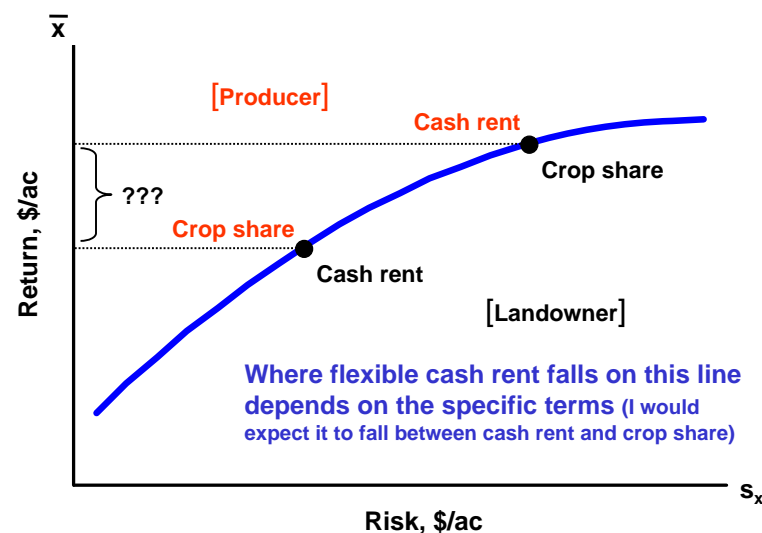 x̅
[Producer]
Cash rent
Crop share
???
Crop share
Cash rent
[Landowner]
Return, $/ac
Where flexible cash rent falls on this line
depends on the specific terms (I would
expect it to fall between cash rent and crop share)
sₓ
Risk, $/ac